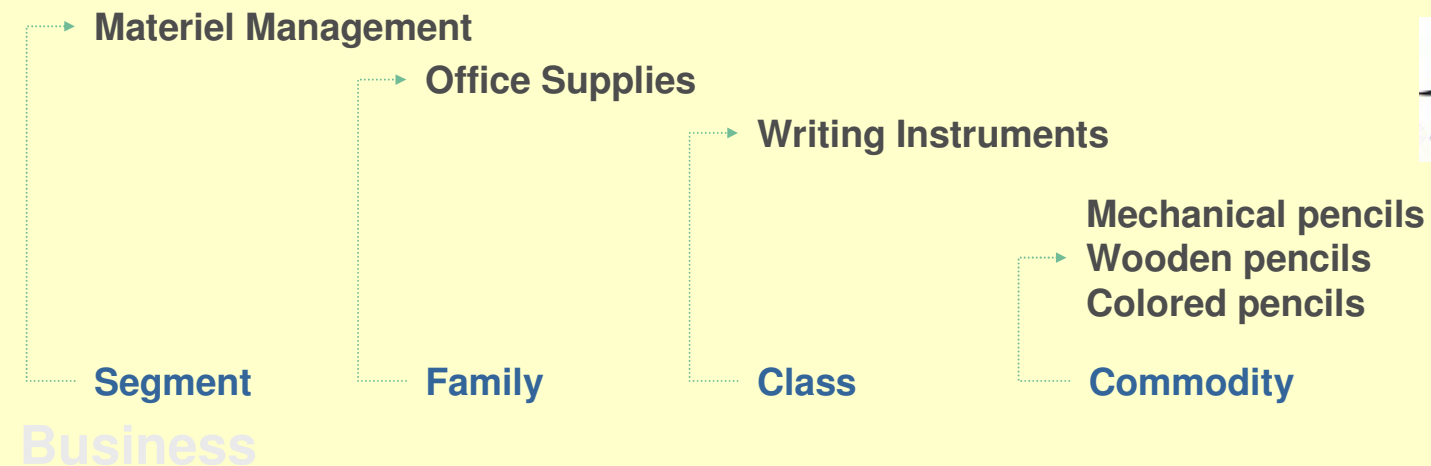 Materiel Management
Office Supplies
Writing Instruments
Mechanical pencils
Wooden pencils
Colored pencils
Segment Family Class Commodity
Business